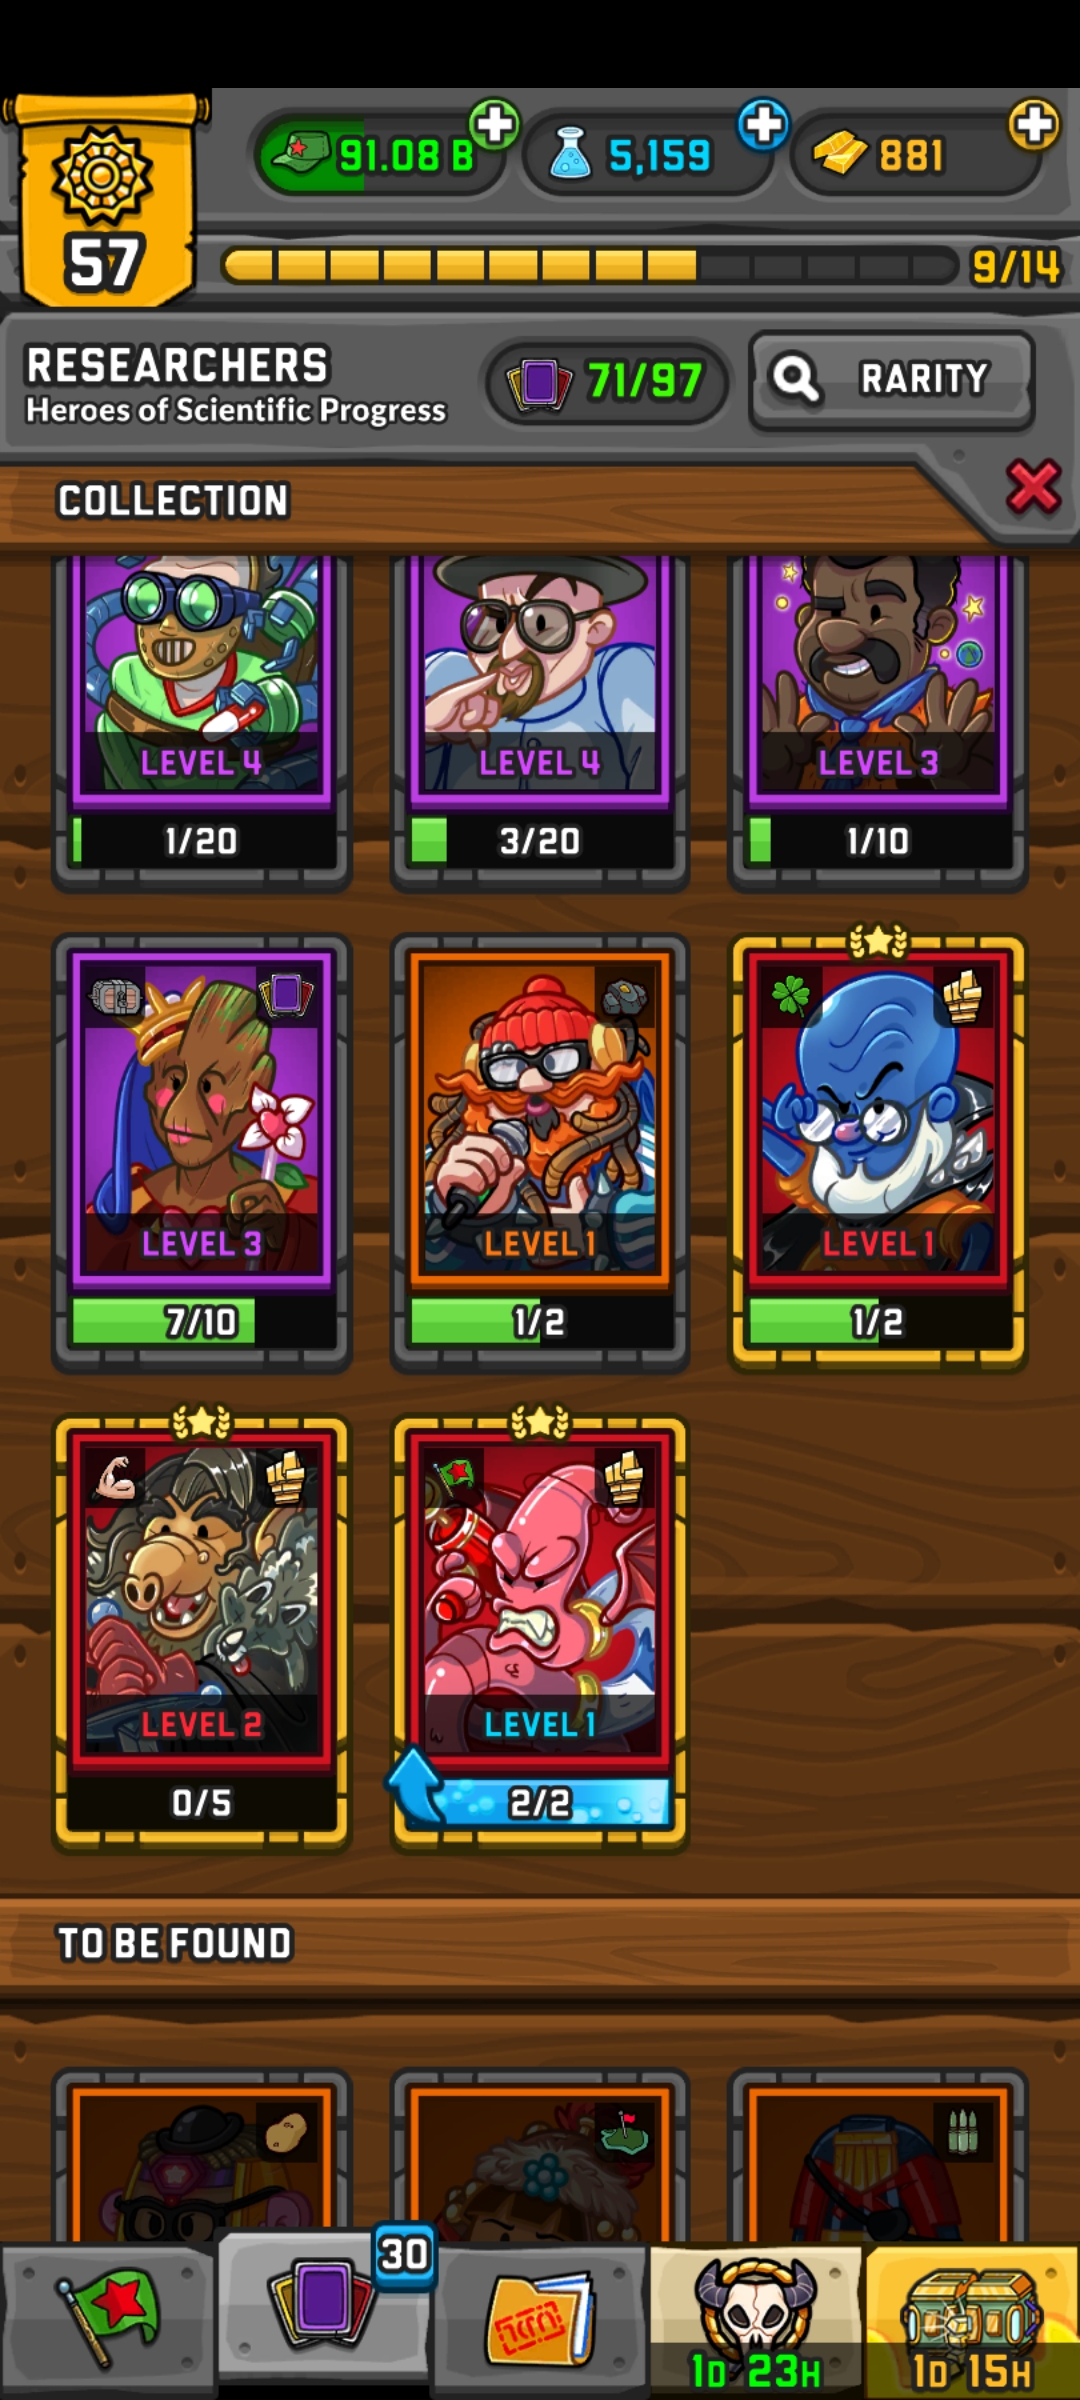 91.08 B
5,159
881
57
9/14
RESEARCHERS
Heroes of Scientific Progress
71/97
RARITY
COLLECTION
LEVEL 4
LEVEL 4
LEVEL 3
1/20
3/20
1/10
LEVEL 3
LEVEL 1
LEVEL 1
7/10
1/2
1/2
LEVEL 2
LEVEL 1
0/5
2/2
TO BE FOUND
30
1D 23H
1D 15H